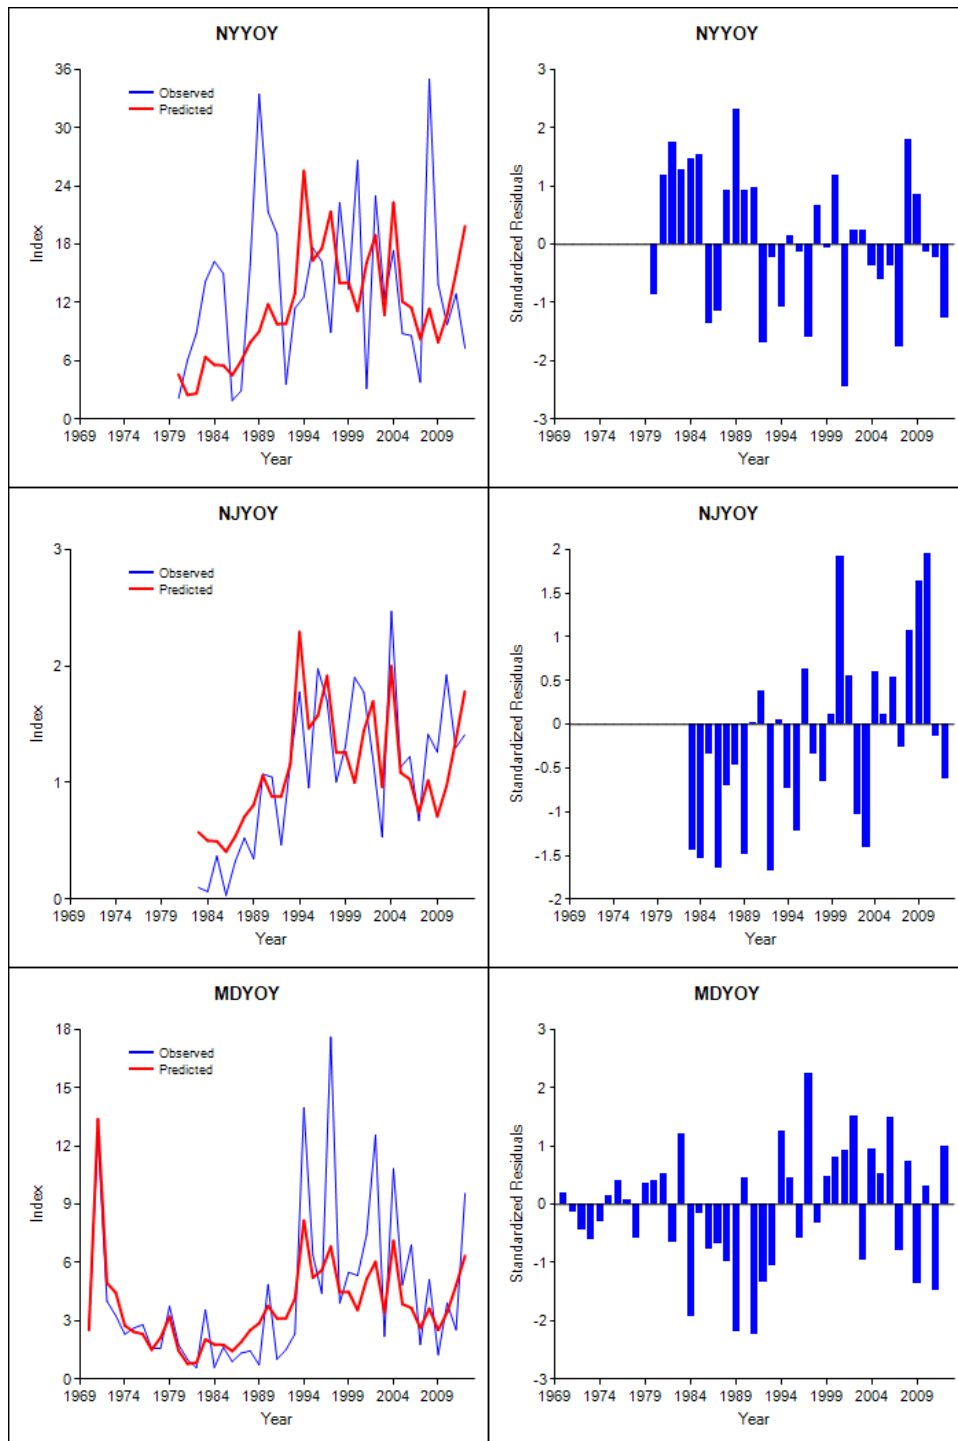 NYYOY
36
30
24
18
12
6
0
Index
Observed
Predicted
1969 1974 1979 1984 1989 1994 1999 2004 2009
Year
NYYOY
3
2
1
0
-1
-2
-3
Standardized Residuals
1969 1974 1979 1984 1989 1994 1999 2004 2009
Year
NJYOY
3
2
1
0
Index
Observed
Predicted
1969 1974 1979 1984 1989 1994 1999 2004 2009
Year
NJYOY
2
1.5
1
0.5
0
-0.5
-1
-1.5
-2
Standardized Residuals
1969 1974 1979 1984 1989 1994 1999 2004 2009
Year
MDYOY
18
15
12
9
6
3
0
Index
Observed
Predicted
1969 1974 1979 1984 1989 1994 1999 2004 2009
Year
MDYOY
3
2
1
0
-1
-2
-3
Standardized Residuals
1969 1974 1979 1984 1989 1994 1999 2004 2009
Year